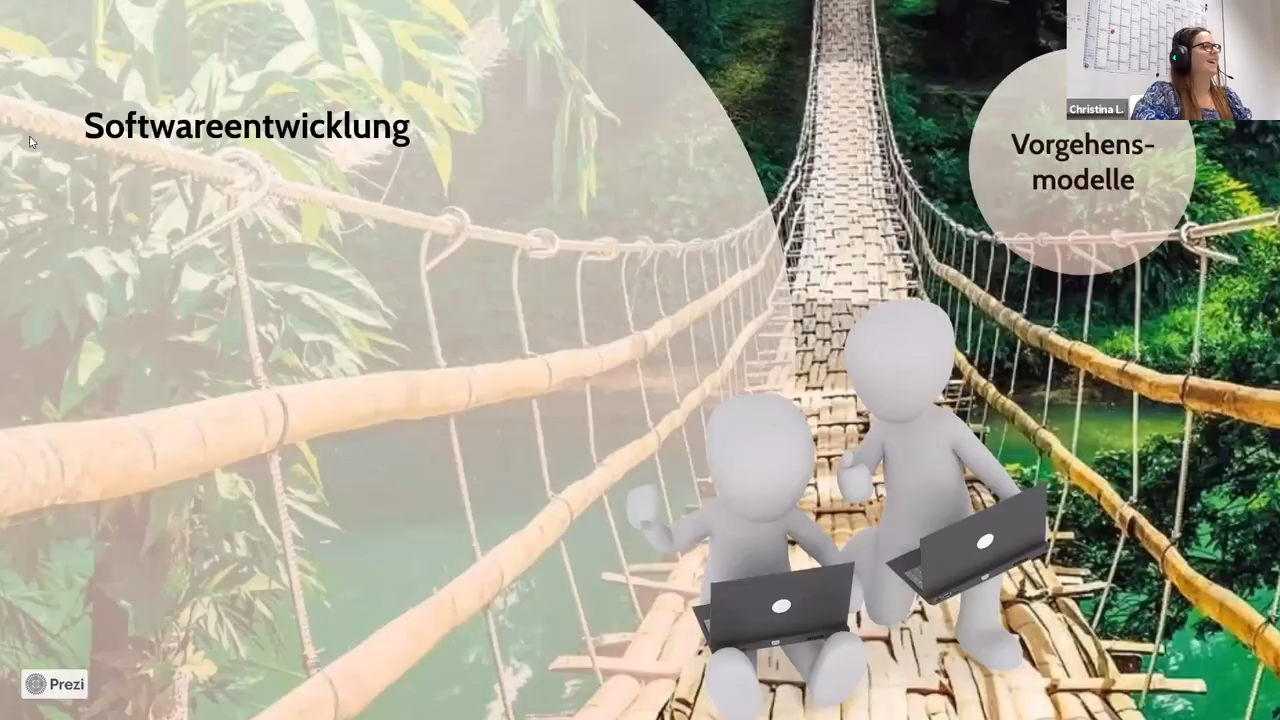 Softwareentwicklung
Christina L.
Vorgehens-
modelle
Prezi